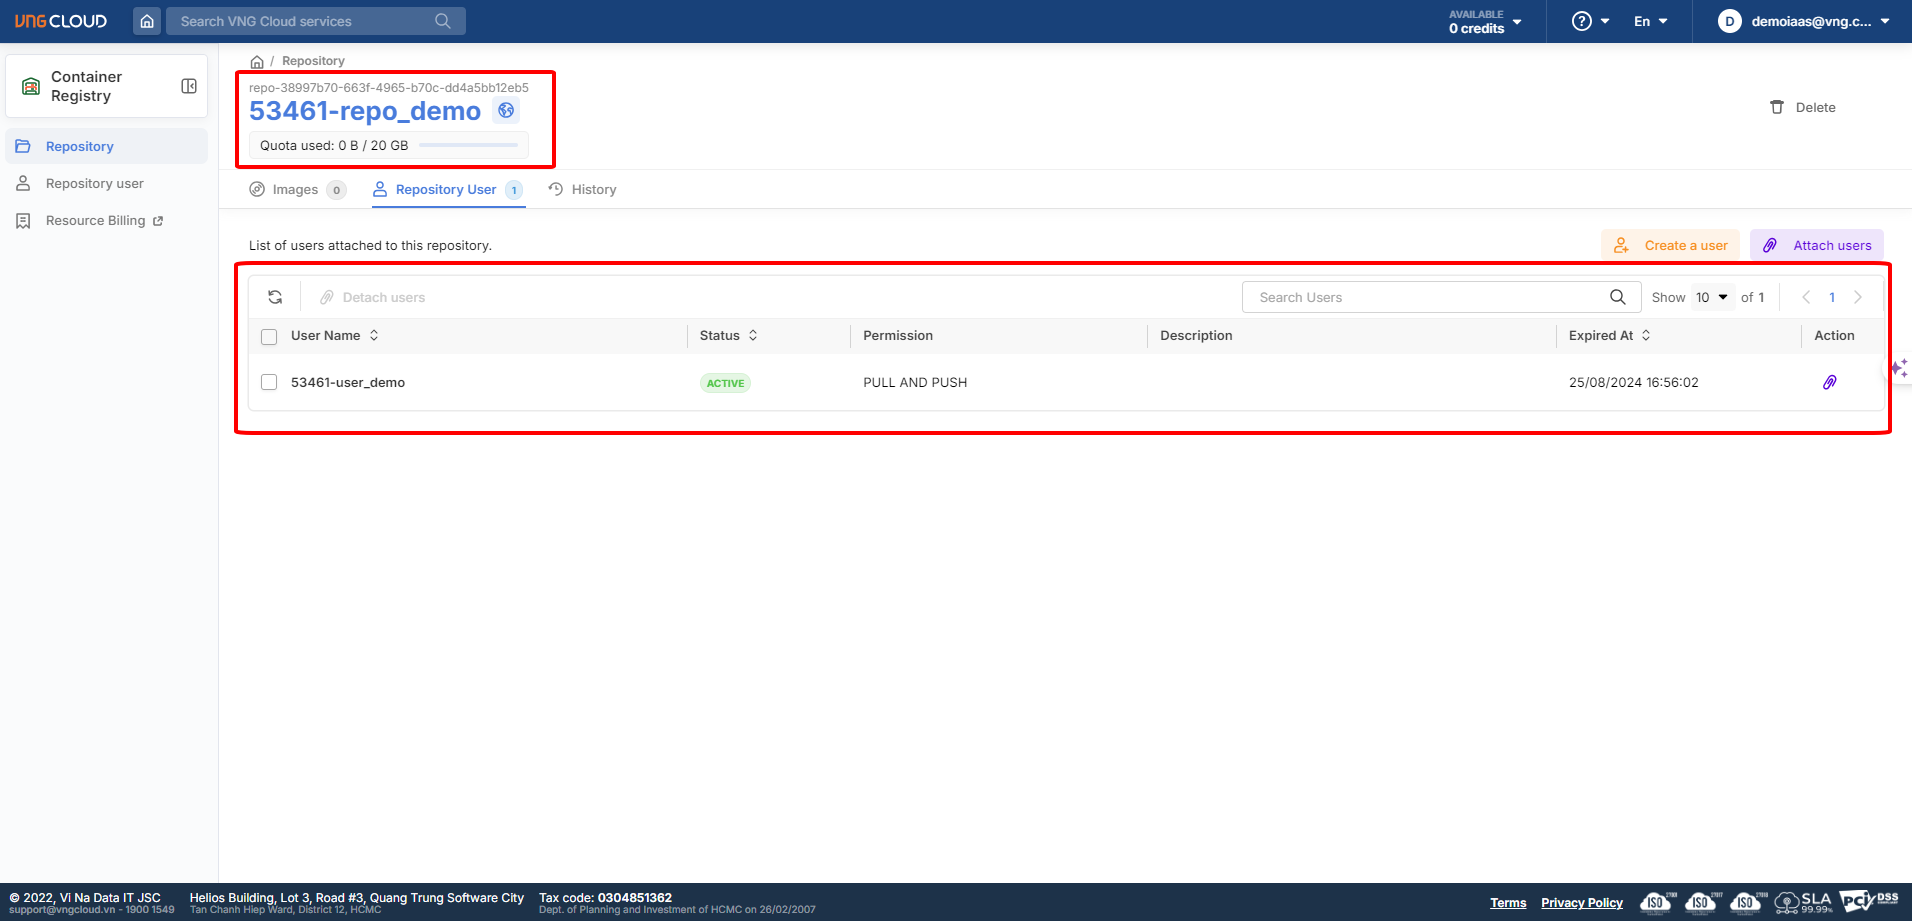 VNG CLOUD
Search VNG Cloud services
AVAILABLE
0 credits
?
En
D
demoiaas@vng.c...
Container
Registry
Repository
Repository user
Resource Billing
/ Repository
repo-38997b70-663f-4965-b70c-dd4a5bb12eb5
53461-repo_demo
Quota used: 0 B / 20 GB
Delete
Images 0
Repository User 1
History
List of users attached to this repository.
Create a user
Attach users
Detach users
Search Users
Show 10 of 1
1
User Name
Status
Permission
Description
Expired At
Action
53461-user_demo
ACTIVE
PULL AND PUSH
25/08/2024 16:56:02
© 2022, Vi Na Data IT JSC
support@vngcloud.vn - 1900 1549
Helios Building, Lot 3, Road #3, Quang Trung Software City
Tan Chanh Hiep Ward, District 12, HCMC
Tax code: 0304851362
Dept. of Planning and Investment of HCMC on 26/02/2007
Terms
Privacy Policy
ISO
ISO
ISO
SLA
99.99%
PCI DSS